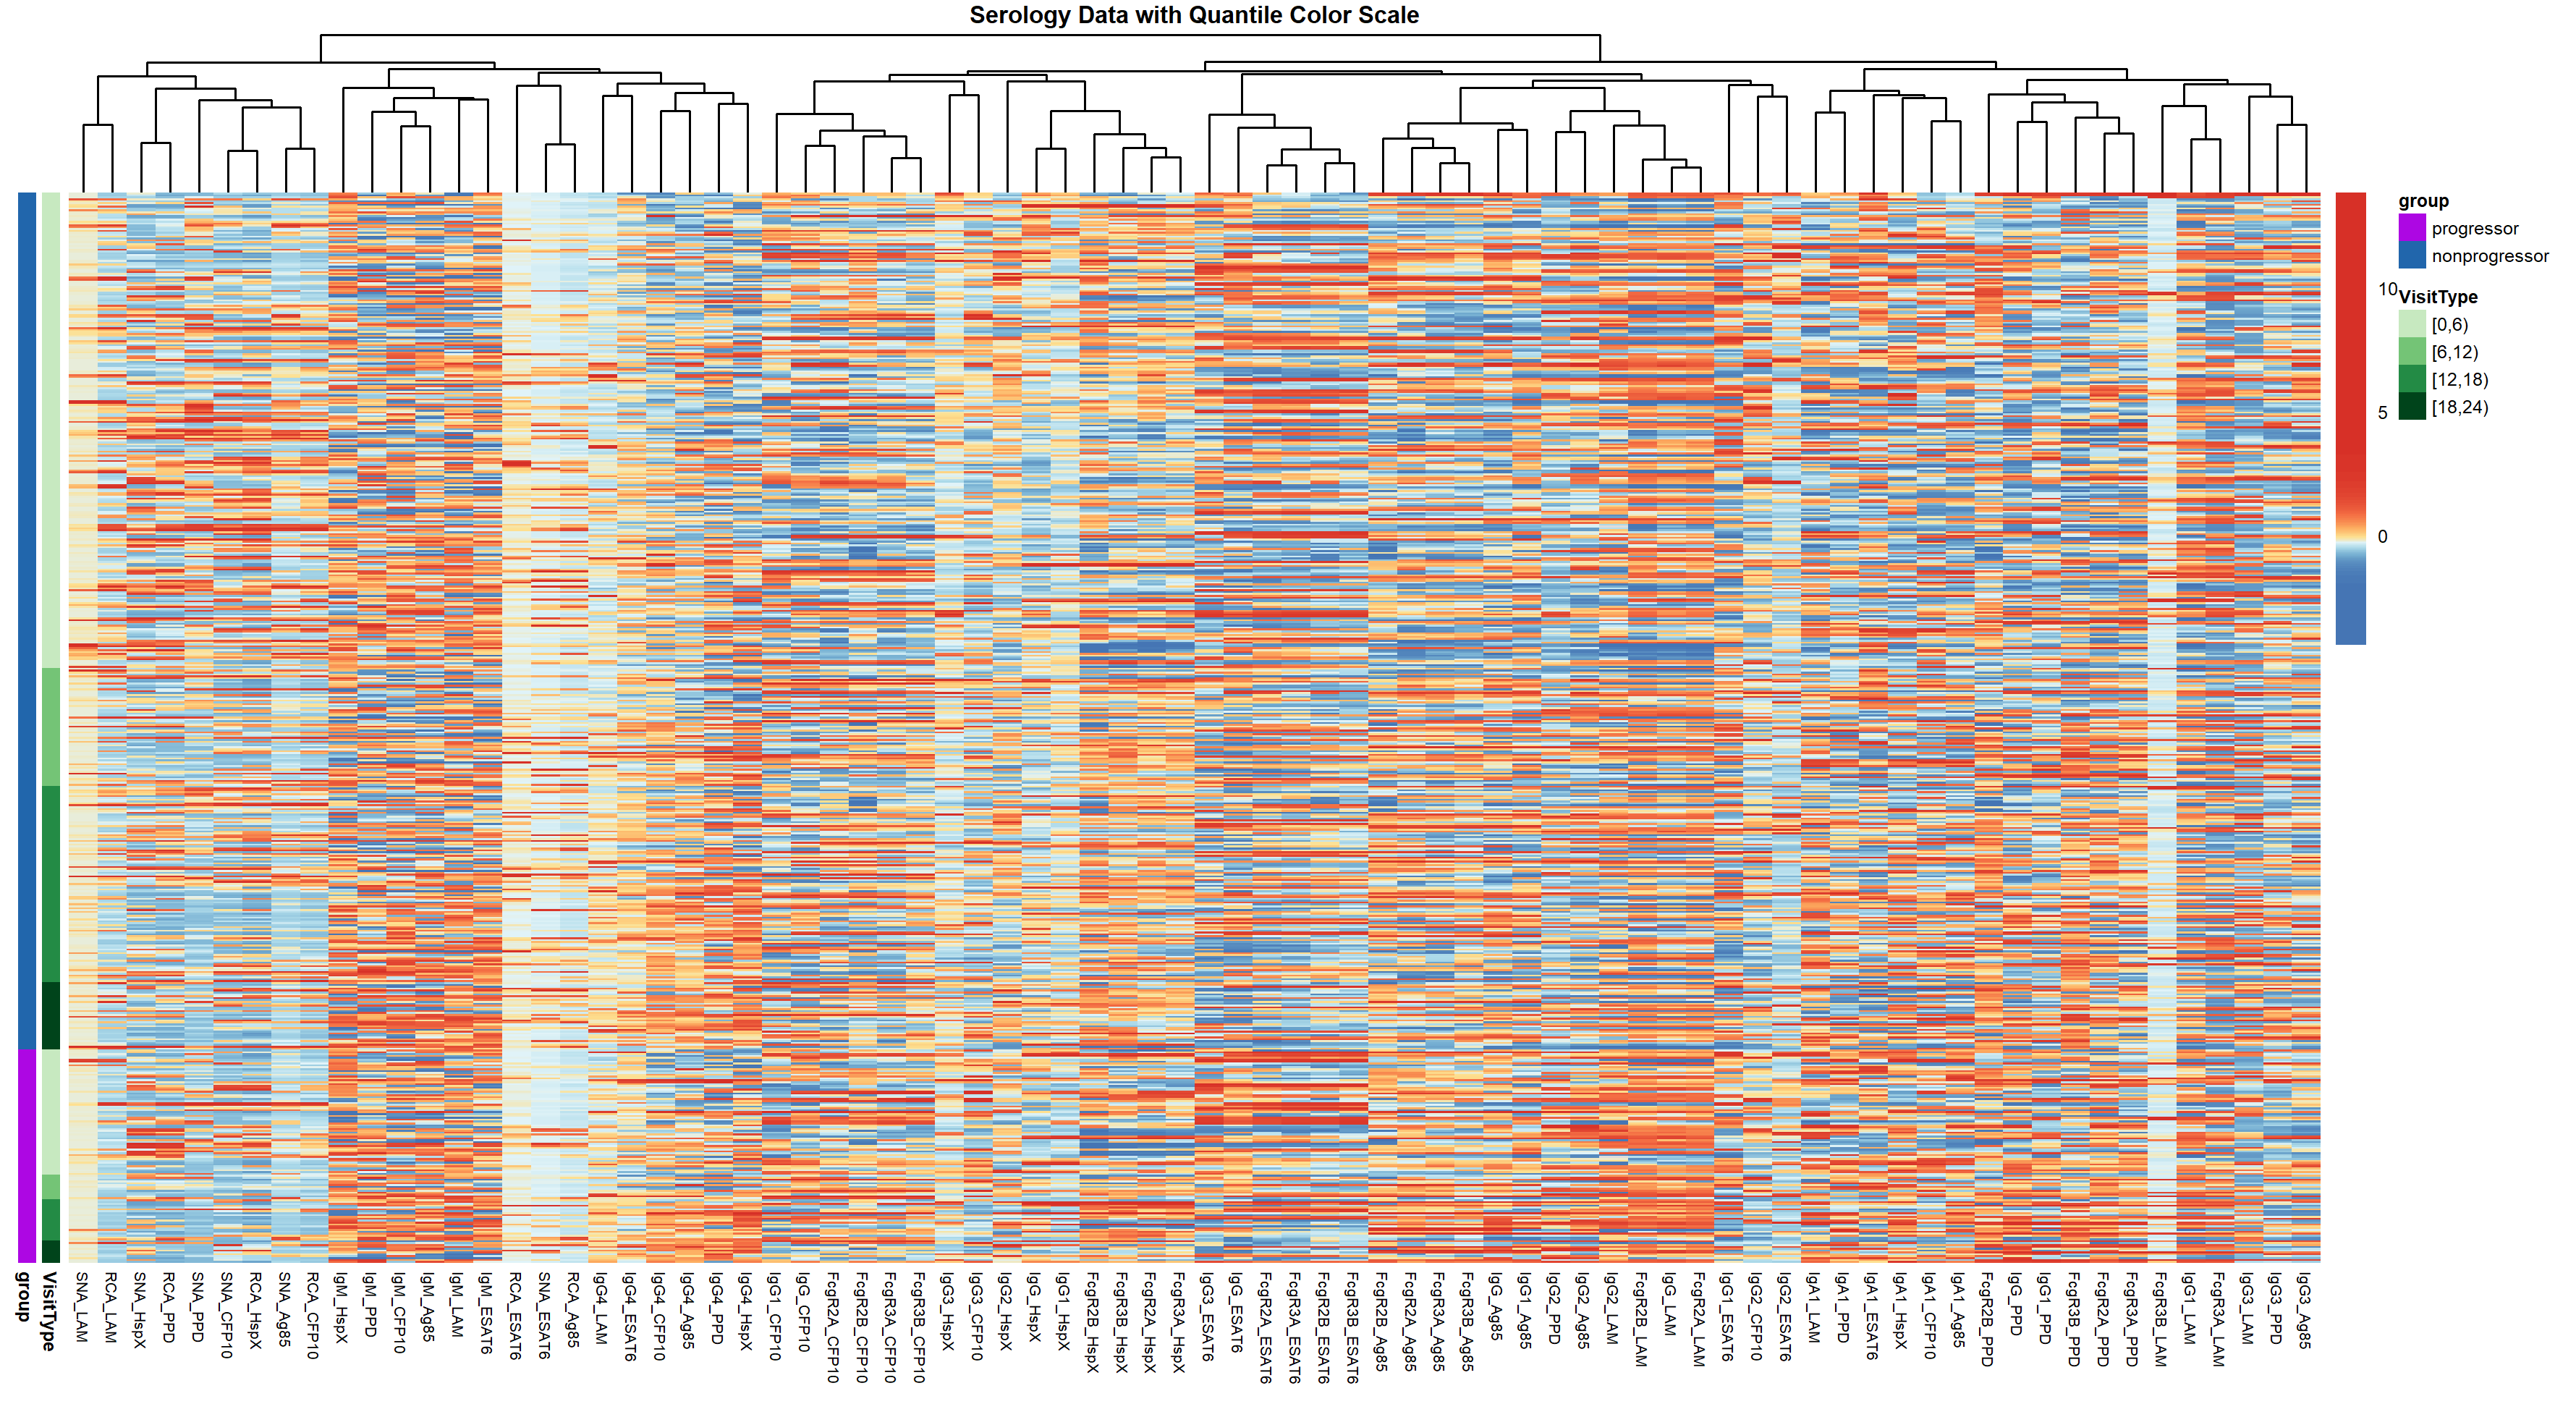 Serology Data with Quantile Color Scale
group
progressor
nonprogressor
VisitType
[0,6)
[6,12)
[12,18)
[18,24)
10
5
0
group
VisitType
SNA_LAM
RCA_LAM
SNA_HspX
RCA_PPD
SNA_PPD
SNA_CFP10
RCA_HspX
SNA_Ag85
RCA_CFP10
IgM_HspX
IgM_PPD
IgM_CFP10
IgM_Ag85
IgM_LAM
IgM_ESAT6
RCA_ESAT6
SNA_ESAT6
RCA_Ag85
IgG4_LAM
IgG4_ESAT6
IgG4_CFP10
IgG4_Ag85
IgG4_PPD
IgG4_HspX
IgG1_CFP10
IgG_CFP10
FcgR2A_CFP10
FcgR2B_CFP10
FcgR3A_CFP10
FcgR3B_CFP10
IgG3_HspX
IgG3_CFP10
IgG2_HspX
IgG_HspX
IgG1_HspX
FcgR2B_HspX
FcgR3B_HspX
FcgR2A_HspX
FcgR3A_HspX
IgG3_ESAT6
IgG_ESAT6
FcgR2A_ESAT6
FcgR3A_ESAT6
FcgR2B_ESAT6
FcgR3B_ESAT6
FcgR2B_Ag85
FcgR2A_Ag85
FcgR3A_Ag85
FcgR3B_Ag85
IgG_Ag85
IgG1_Ag85
IgG2_PPD
IgG2_Ag85
IgG2_LAM
FcgR2B_LAM
IgG_LAM
FcgR2A_LAM
IgG1_ESAT6
IgG2_CFP10
IgG2_ESAT6
IgA1_LAM
IgA1_PPD
IgA1_ESAT6
IgA1_HspX
IgA1_CFP10
IgA1_Ag85
FcgR2B_PPD
IgG_PPD
IgG1_PPD
FcgR3B_PPD
FcgR2A_PPD
FcgR3A_PPD
FcgR3B_LAM
IgG1_LAM
FcgR3A_LAM
IgG3_LAM
IgG3_PPD
IgG3_Ag85